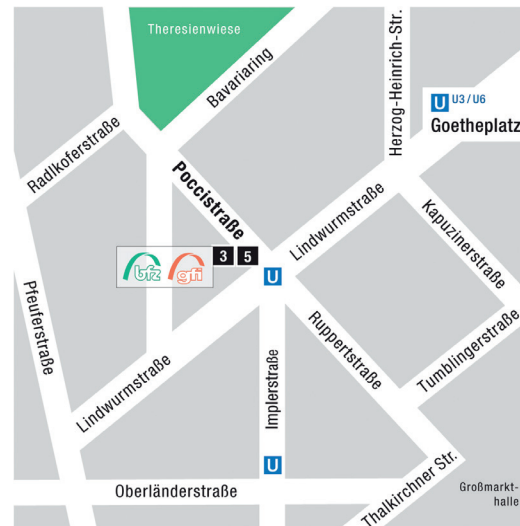 Theresienwiese
Bavariaring
Herzog-Heinrich-Str.
U U3 / U6
Goetheplatz
Radlkoferstraße
Poccistraße
Lindwurmstraße
Kapuzinerstraße
bfz gfi 3 5
U
Pfeuferstraße
Ruppertstraße
Tumblingerstraße
Lindwurmstraße
Implerstraße
U
Oberländerstraße
Thalkirchner Str.
Großmarkt-
halle